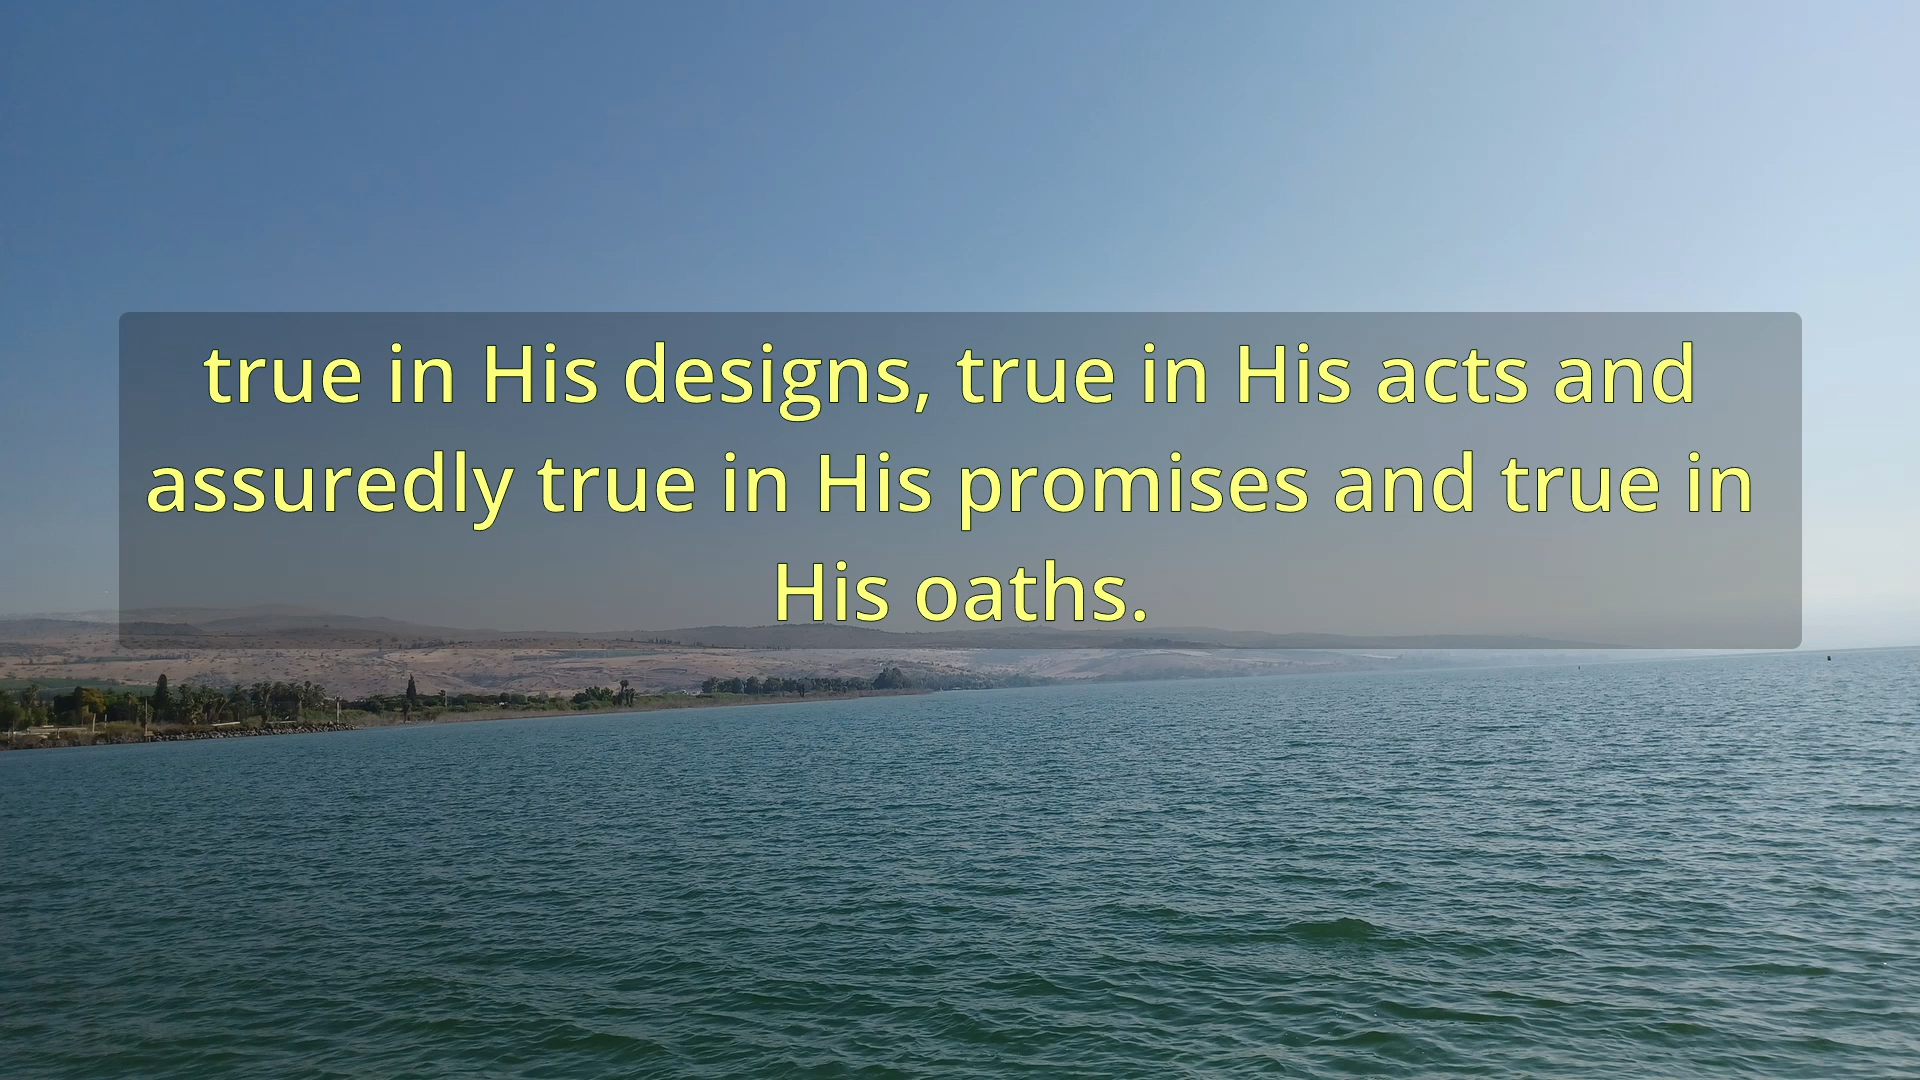 true in His designs, true in His acts and
assuredly true in His promises and true in
His oaths.